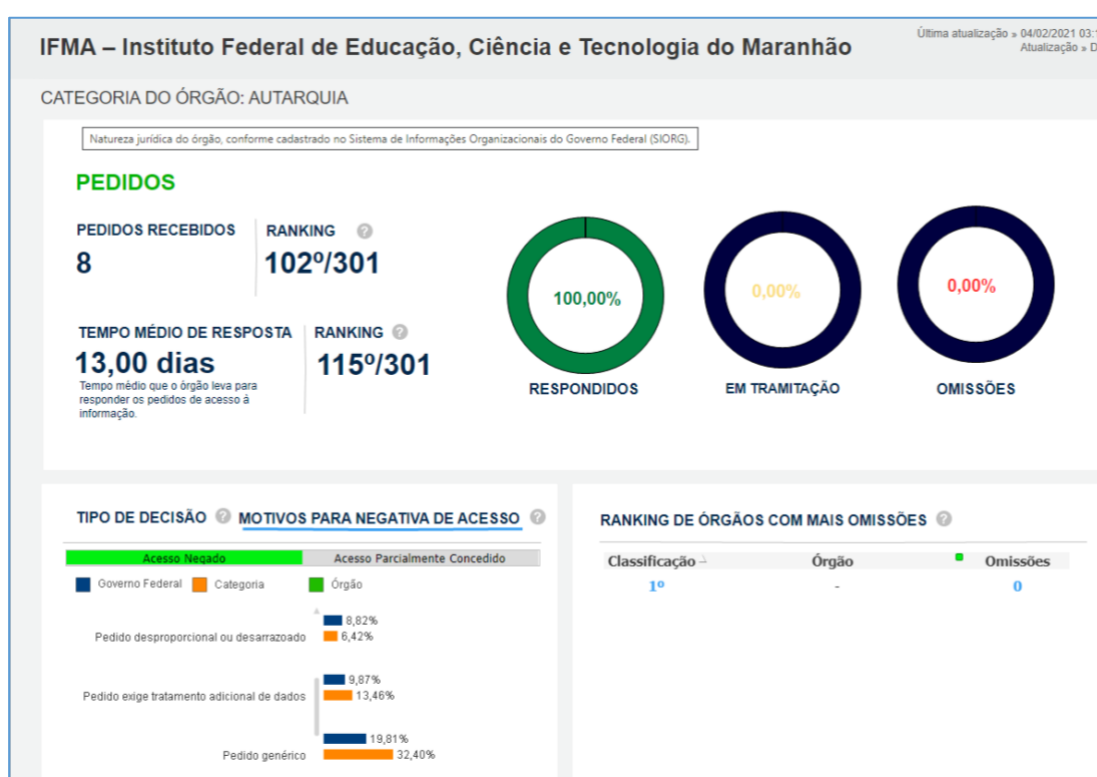 IFMA – Instituto Federal de Educação, Ciência e Tecnologia do Maranhão
Última atualização » 04/02/2021 03:1
Atualização » D
CATEGORIA DO ÓRGÃO: AUTARQUIA
Natureza jurídica do órgão, conforme cadastrado no Sistema de Informações Organizacionais do Governo Federal (SIORG).
PEDIDOS
PEDIDOS RECEBIDOS
8
RANKING ?
102º/301
TEMPO MÉDIO DE RESPOSTA
13,00 dias
Tempo médio que o órgão leva para
responder os pedidos de acesso à
informação.
RANKING ?
115º/301
100,00%
RESPONDIDOS
0,00%
EM TRAMITAÇÃO
0,00%
OMISSÕES
TIPO DE DECISÃO ? MOTIVOS PARA NEGATIVA DE ACESSO ?
Acesso Negado Acesso Parcialmente Concedido
Governo Federal Categoria Órgão
Pedido desproporcional ou desarrazoado
8,82%
6,42%
Pedido exige tratamento adicional de dados
9,87%
13,46%
Pedido genérico
19,81%
32,40%
RANKING DE ÓRGÃOS COM MAIS OMISSÕES ?
Classificação Órgão Omissões
1º - 0